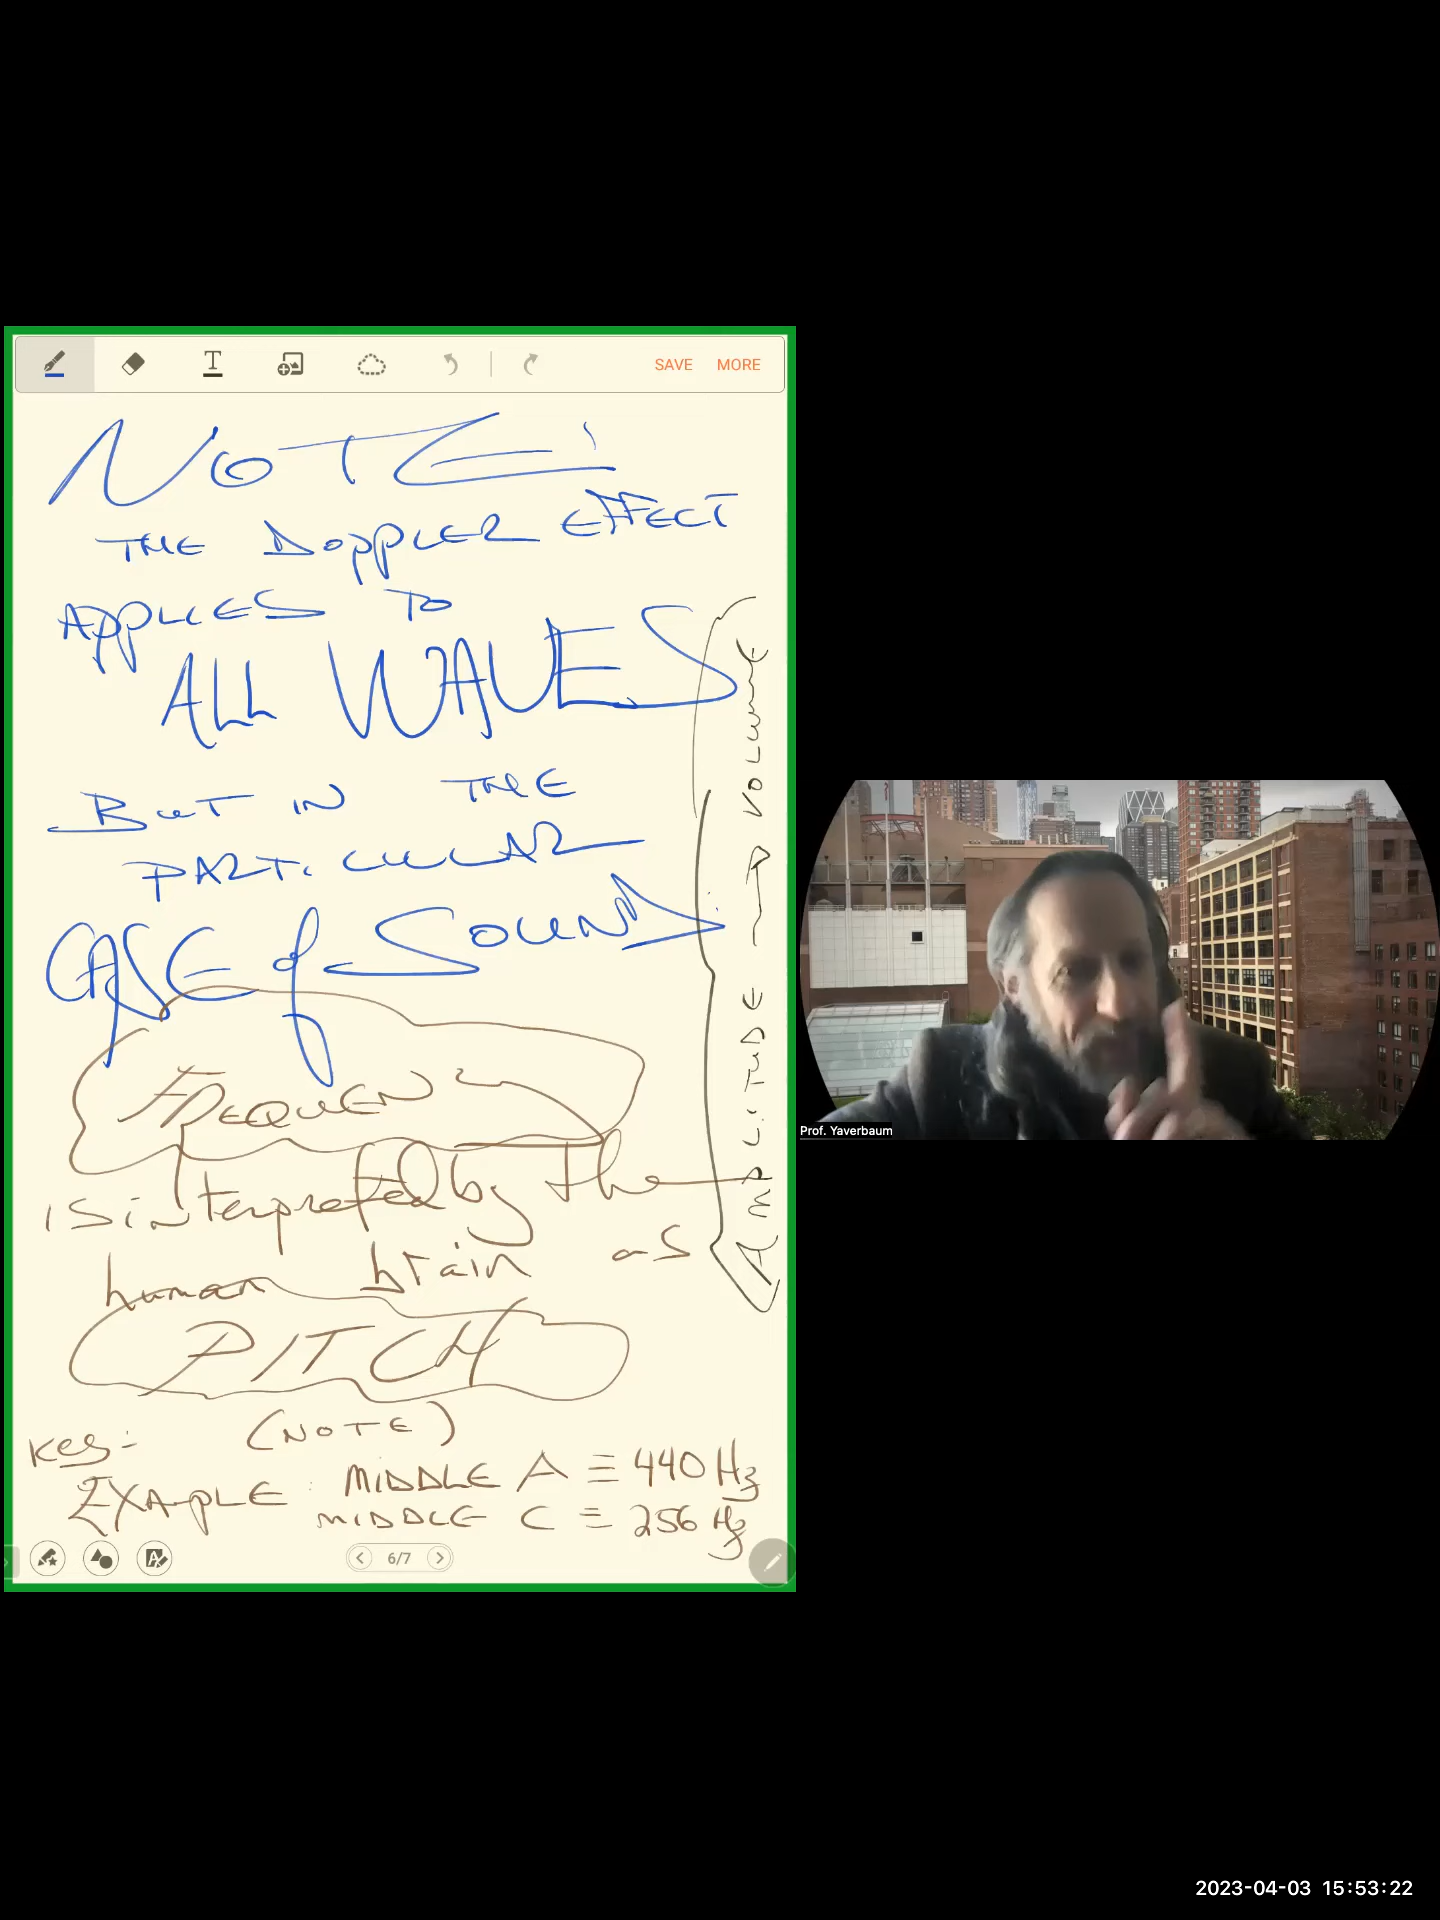 SAVE MORE
NOTE:
THE DOPPLER EFFECT
APPLIES TO
ALL WAVES
BUT IN THE
PARTICULAR
CASE of SOUND:
FREQUENCY
is interpreted by the
human brain as
PITCH
(NOTE)
Key:
EXAMPLE: MIDDLE A ≡ 440 Hz
MIDDLE C ≡ 256 Hz
(AMPLITUDE → VOLUME
6/7
Prof. Yaverbaum
2023-04-03 15:53:22